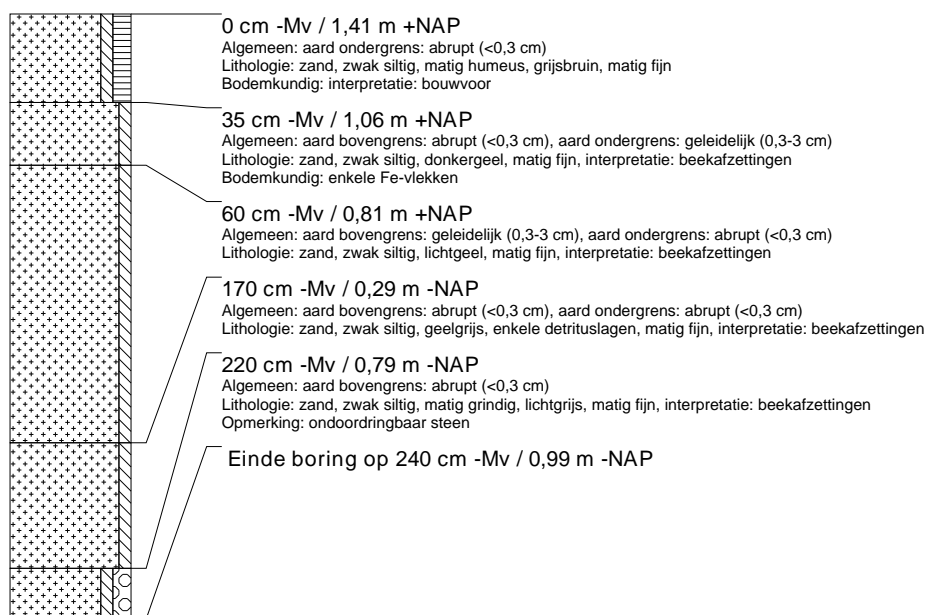 0 cm -Mv / 1,41 m +NAP
Algemeen: aard ondergrens: abrupt (<0,3 cm)
Lithologie: zand, zwak siltig, matig humeus, grijsbruin, matig fijn
Bodemkundig: interpretatie: bouwvoor
35 cm -Mv / 1,06 m +NAP
Algemeen: aard bovengrens: abrupt (<0,3 cm), aard ondergrens: geleidelijk (0,3-3 cm)
Lithologie: zand, zwak siltig, donkergeel, matig fijn, interpretatie: beekafzettingen
Bodemkundig: enkele Fe-vlekken
60 cm -Mv / 0,81 m +NAP
Algemeen: aard bovengrens: geleidelijk (0,3-3 cm), aard ondergrens: abrupt (<0,3 cm)
Lithologie: zand, zwak siltig, lichtgeel, matig fijn, interpretatie: beekafzettingen
170 cm -Mv / 0,29 m -NAP
Algemeen: aard bovengrens: abrupt (<0,3 cm), aard ondergrens: abrupt (<0,3 cm)
Lithologie: zand, zwak siltig, geelgrijs, enkele detrituslagen, matig fijn, interpretatie: beekafzettingen
220 cm -Mv / 0,79 m -NAP
Algemeen: aard bovengrens: abrupt (<0,3 cm)
Lithologie: zand, zwak siltig, matig grindig, lichtgrijs, matig fijn, interpretatie: beekafzettingen
Opmerking: ondoordringbaar steen
Einde boring op 240 cm -Mv / 0,99 m -NAP